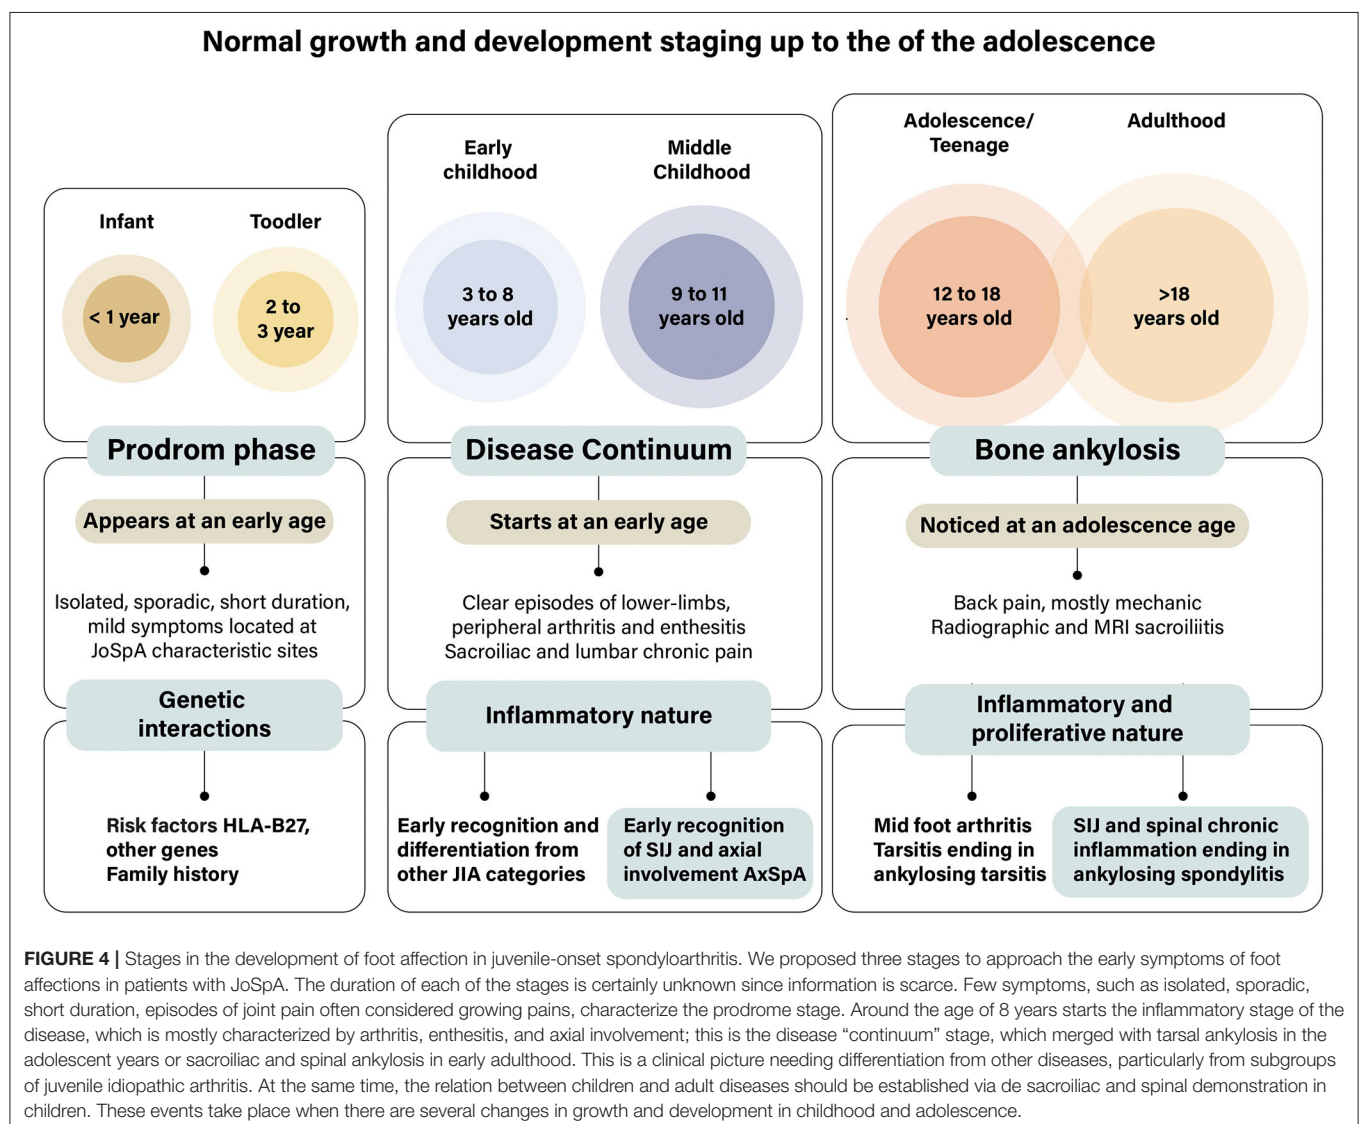 Normal growth and development staging up to the of the adolescence
Infant
< 1 year
Toodler
2 to
3 year
Prodrom phase
Appears at an early age
Isolated, sporadic, short duration,
mild symptoms located at
JoSpA characteristic sites
Genetic
interactions
Risk factors HLA-B27,
other genes
Family history
Early
childhood
3 to 8
years old
Middle
Childhood
9 to 11
years old
Disease Continuum
Starts at an early age
Clear episodes of lower-limbs,
peripheral arthritis and enthesitis
Sacroiliac and lumbar chronic pain
Inflammatory nature
Early recognition and
differentiation from
other JIA categories
Early recognition
of SIJ and axial
involvement AxSpA
Adolescence/
Teenage
12 to 18
years old
Adulthood
>18
years old
Bone ankylosis
Noticed at an adolescence age
Back pain, mostly mechanic
Radiographic and MRI sacroiliitis
Inflammatory and
proliferative nature
Mid foot arthritis
Tarsitis ending in
ankylosing tarsitis
SIJ and spinal chronic
inflammation ending in
ankylosing spondylitis
FIGURE 4 | Stages in the development of foot affection in juvenile-onset spondyloarthritis. We proposed three stages to approach the early symptoms of foot
affections in patients with JoSpA. The duration of each of the stages is certainly unknown since information is scarce. Few symptoms, such as isolated, sporadic,
short duration, episodes of joint pain often considered growing pains, characterize the prodrome stage. Around the age of 8 years starts the inflammatory stage of the
disease, which is mostly characterized by arthritis, enthesitis, and axial involvement; this is the disease “continuum” stage, which merged with tarsal ankylosis in the
adolescent years or sacroiliac and spinal ankylosis in early adulthood. This is a clinical picture needing differentiation from other diseases, particularly from subgroups
of juvenile idiopathic arthritis. At the same time, the relation between children and adult diseases should be established via de sacroiliac and spinal demonstration in
children. These events take place when there are several changes in growth and development in childhood and adolescence.